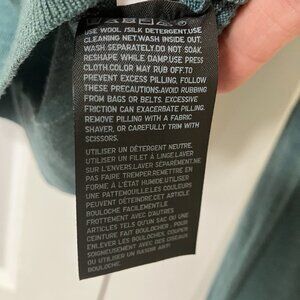 USE WOOL /SILK DETERGENT.USE
CLEANING NET.WASH INSIDE OUT.
WASH SEPARATELY.DO NOT SOAK.
RESHAPE WHILE DAMP.USE PRESS
CLOTH.COLOR MAY RUB OFF.TO
PREVENT EXCESS PILLING, FOLLOW
THESE PRECAUTIONS.AVOID RUBBING
FROM BAGS OR BELTS. EXCESSIVE
FRICTION CAN EXACERBATE PILLING.
REMOVE PILLING WITH A FABRIC
SHAVER, OR CAREFULLY TRIM WITH
SCISSORS.
UTILISER UN DÉTERGENT NEUTRE.
UTILISER UN FILET À LINGE.LAVER
SUR L'ENVERS.LAVER SÉPARÉMENT.NE
PAS FAIRE TREMPER.REMETTRE EN
FORME À L'ÉTAT HUMIDE.UTILISER
UNE PATTEMOUILLE.LES COULEURS
PEUVENT DÉTEINDRE.CET ARTICLE
BOULOCHE FACILEMENT.LE
FROTTEMENT AVEC D'AUTRES
ARTICLES TELS QU'UN SAC OU UNE
CEINTURE FAIT BOULOCHER . POUR
ENLEVER LES BOULOCHES, COUPER
SOIGNEUSEMENT AVEC DES CISEAUX
OU UTILISER UN RASOIR ANTI
BOULOCHE.